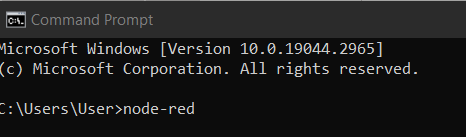 Command Prompt
Microsoft Windows [Version 10.0.19044.2965]
(c) Microsoft Corporation. All rights reserved.
C:\Users\User>node-red